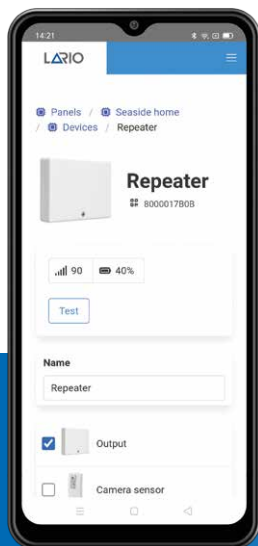 14:21
LARIO
Panels / Seaside home
/ Devices / Repeater
Repeater
8000017B0B
90 40%
Test
Name
Repeater
Output
Camera sensor